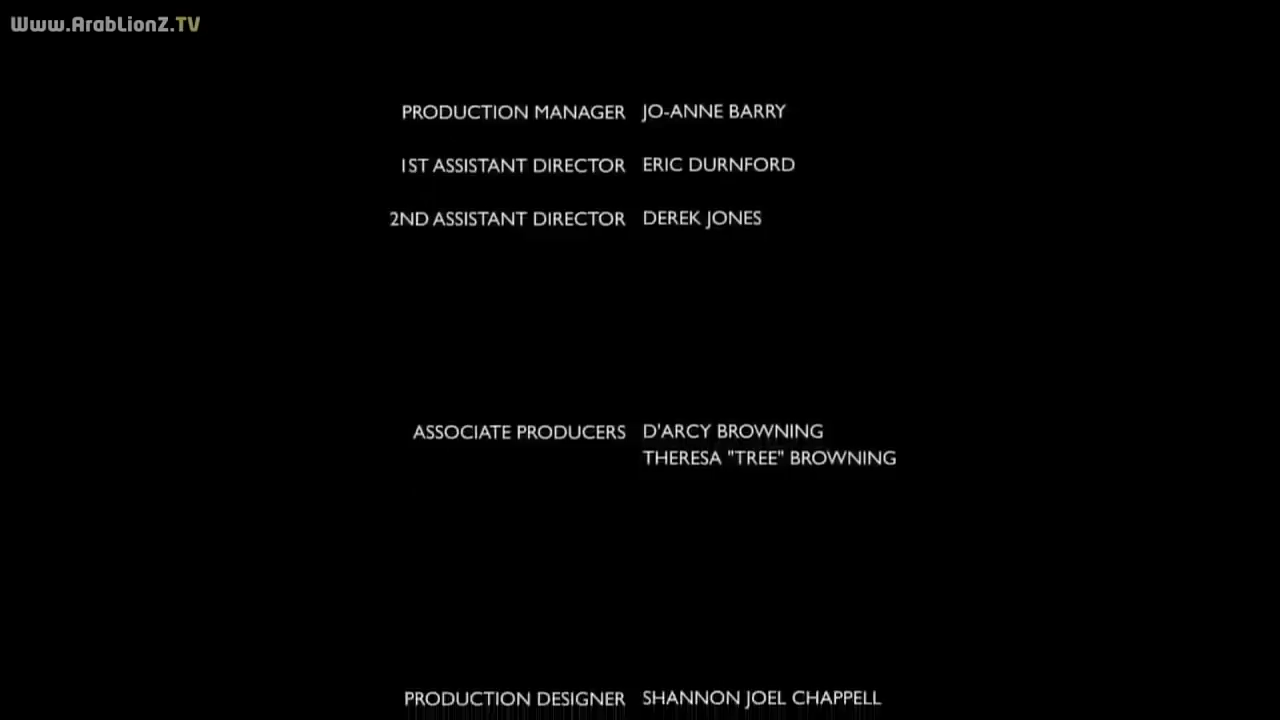 Www.ArabLionZ.TV
PRODUCTION MANAGER JO-ANNE BARRY
1ST ASSISTANT DIRECTOR ERIC DURNFORD
2ND ASSISTANT DIRECTOR DEREK JONES
ASSOCIATE PRODUCERS D'ARCY BROWNING
THERESA "TREE" BROWNING
PRODUCTION DESIGNER SHANNON JOEL CHAPPELL